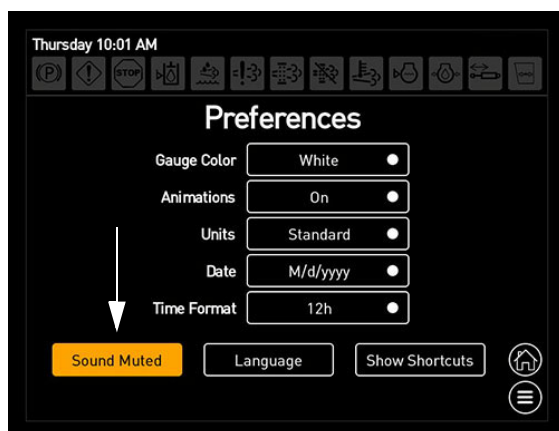 Thursday 10:01 AM
(P) STOP
Preferences
Gauge Color White
Animations On
Units Standard
Date M/d/yyyy
Time Format 12h
Sound Muted Language Show Shortcuts